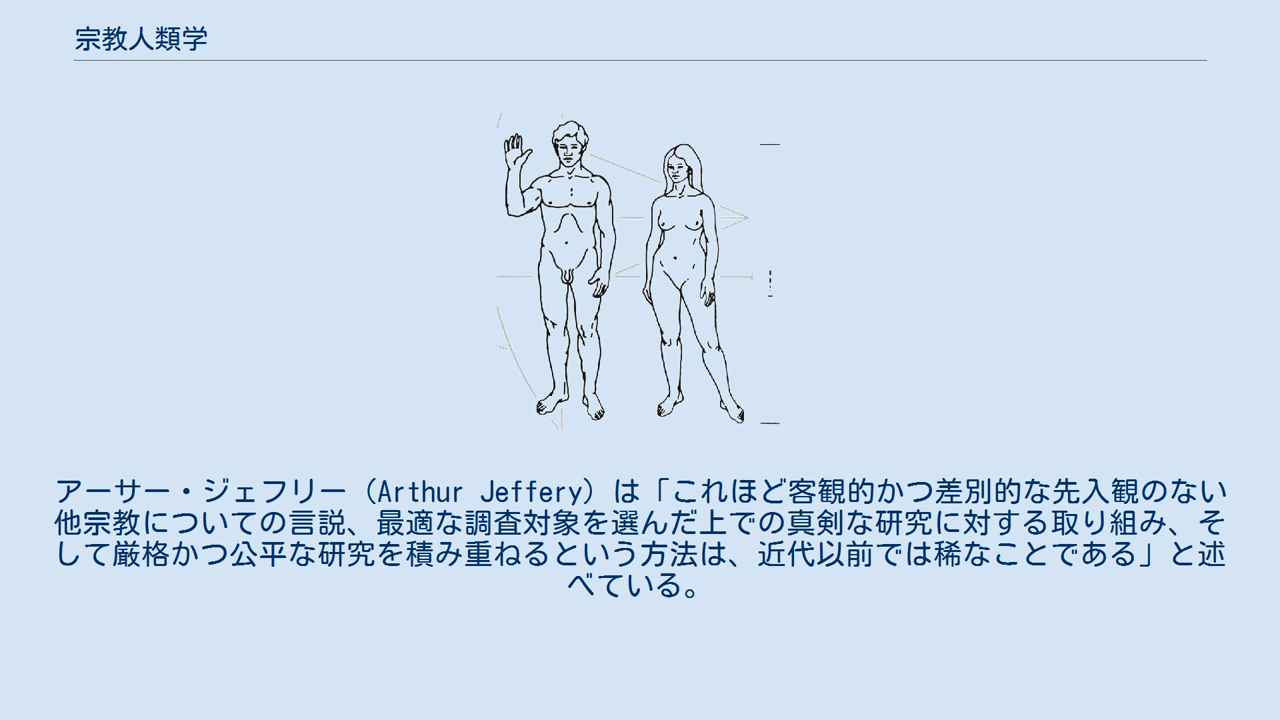 宗教人類学
アーサー・ジェフリー（Arthur Jeffery）は「これほど客観的かつ差別的な先入観のない
他宗教についての言説、最適な調査対象を選んだ上での真剣な研究に対する取り組み、そ
して厳格かつ公平な研究を積み重ねるという方法は、近代以前では稀なことである」と述
べている。